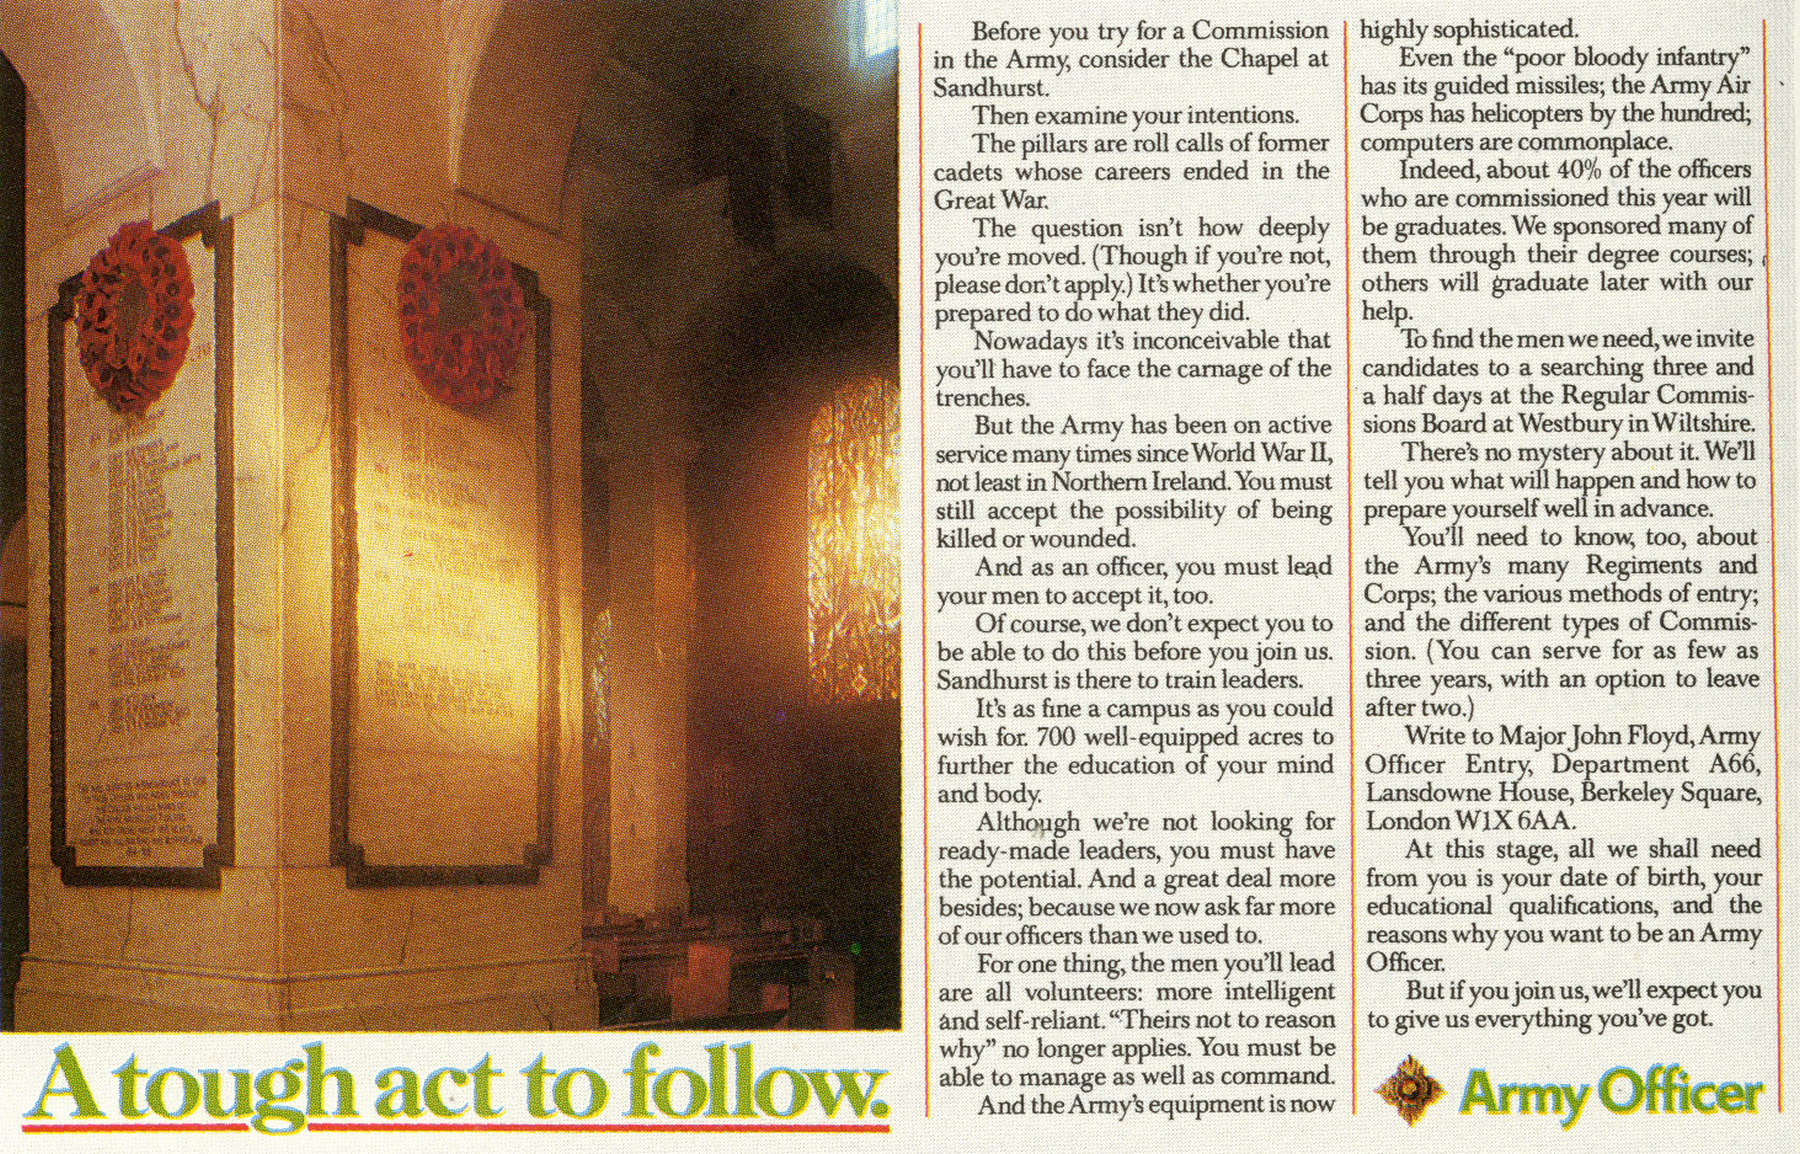 A tough act to follow.
Before you try for a Commission
in the Army, consider the Chapel at
Sandhurst.
Then examine your intentions.
The pillars are roll calls of former
cadets whose careers ended in the
Great War.
The question isn't how deeply
you're moved. (Though if you're not,
please don't apply.) It's whether you're
prepared to do what they did.
Nowadays it's inconceivable that
you'll have to face the carnage of the
trenches.
But the Army has been on active
service many times since World War II,
not least in Northern Ireland. You must
still accept the possibility of being
killed or wounded.
And as an officer, you must lead
your men to accept it, too.
Of course, we don't expect you to
be able to do this before you join us.
Sandhurst is there to train leaders.
It's as fine a campus as you could
wish for. 700 well-equipped acres to
further the education of your mind
and body.
Although we're not looking for
ready-made leaders, you must have
the potential. And a great deal more
besides; because we now ask far more
of our officers than we used to.
For one thing, the men you'll lead
are all volunteers: more intelligent
and self-reliant. “Theirs not to reason
why” no longer applies. You must be
able to manage as well as command.
And the Army's equipment is now
highly sophisticated.
Even the “poor bloody infantry”
has its guided missiles; the Army Air
Corps has helicopters by the hundred;
computers are commonplace.
Indeed, about 40% of the officers
who are commissioned this year will
be graduates. We sponsored many of
them through their degree courses;
others will graduate later with our
help.
To find the men we need, we invite
candidates to a searching three and
a half days at the Regular Commis-
sions Board at Westbury in Wiltshire.
There's no mystery about it. We'll
tell you what will happen and how to
prepare yourself well in advance.
You'll need to know, too, about
the Army's many Regiments and
Corps; the various methods of entry;
and the different types of Commis-
sion. (You can serve for as few as
three years, with an option to leave
after two.)
Write to Major John Floyd, Army
Officer Entry, Department A66,
Lansdowne House, Berkeley Square,
London W1X 6AA.
At this stage, all we shall need
from you is your date of birth, your
educational qualifications, and the
reasons why you want to be an Army
Officer.
But if you join us, we'll expect you
to give us everything you've got.
Army Officer